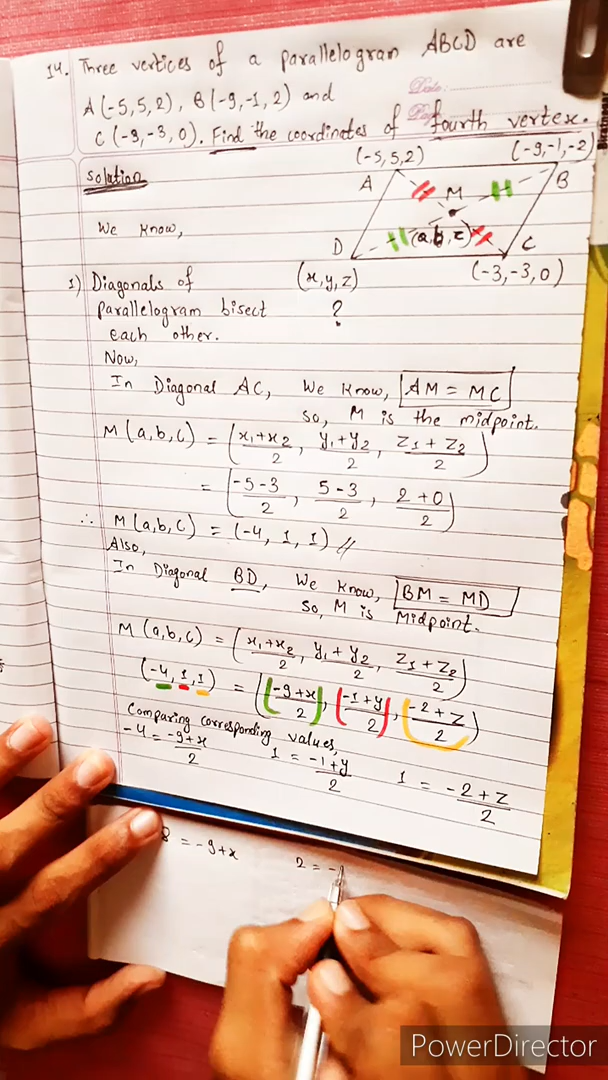 14. Three vertices of a parallelogram ABCD are
Date:
A(-5,5,2), B(-9,-1,2) and
C(-9,-3,0). Find the coordinates of fourth vertex.
Solution
(-5,5,2)
(-9,-1,-2)
A
M
B
We Know,
D
(a,b,c)
C
(x,y,z)
(-3,-3,0)
?
1) Diagonals of
parallelogram bisect
each other.
Now,
In Diagonal AC, We Know, AM = MC
so, M is the midpoint.
M(a,b,c) = (x₁+x₂/2, y₁+y₂/2, z₁+z₂/2)
= (-5-3/2, 5-3/2, 2+0/2)
∴ M(a,b,c) = (-4, 1, 1) //
Also,
In Diagonal BD, We Know, BM = MD
So, M is Midpoint.
M(a,b,c) = (x₁+x₂/2, y₁+y₂/2, z₁+z₂/2)
(-4, 1, 1) = (-9+x/2, -1+y/2, -2+z/2)
Comparing corresponding values,
-4 = -9+x/2 1 = -1+y/2 1 = -2+z/2
8 = -9+x 2 = -1
PowerDirector